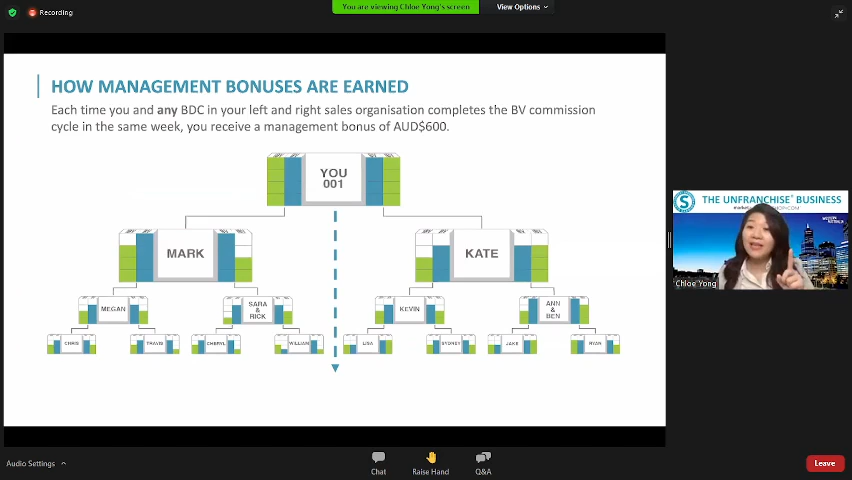 Recording
You are viewing Chloe Yong's screen
View Options
HOW MANAGEMENT BONUSES ARE EARNED
Each time you and any BDC in your left and right sales organisation completes the BV commission
cycle in the same week, you receive a management bonus of AUD$600.
YOU
001
MARK
KATE
MEGAN
SARA
&
RICK
KEVIN
ANN
&
BEN
CHRIS
TRAVIS
CHERYL
WILLIAM
LISA
SYDNEY
JAKE
RYAN
S
THE UNFRANCHISE® BUSINESS
Chloe Yong
Audio Settings
Chat
Raise Hand
Q&A
Leave